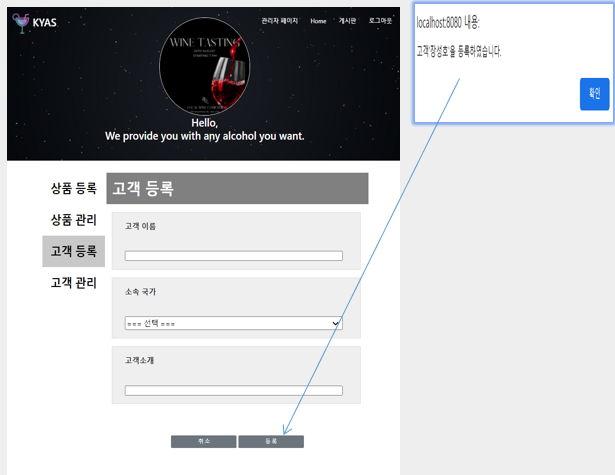 KYAS
관리자 페이지
Home
게시판
로그아웃
WINE TASTING
Hello,
We provide you with any alcohol you want.
상품 등록
상품 관리
고객 등록
고객 관리
고객 등록
고객 이름
소속 국가
=== 선택 ===
고객소개
취소
등록
localhost:8080 내용:
고객'장성호'을 등록하였습니다.
확인